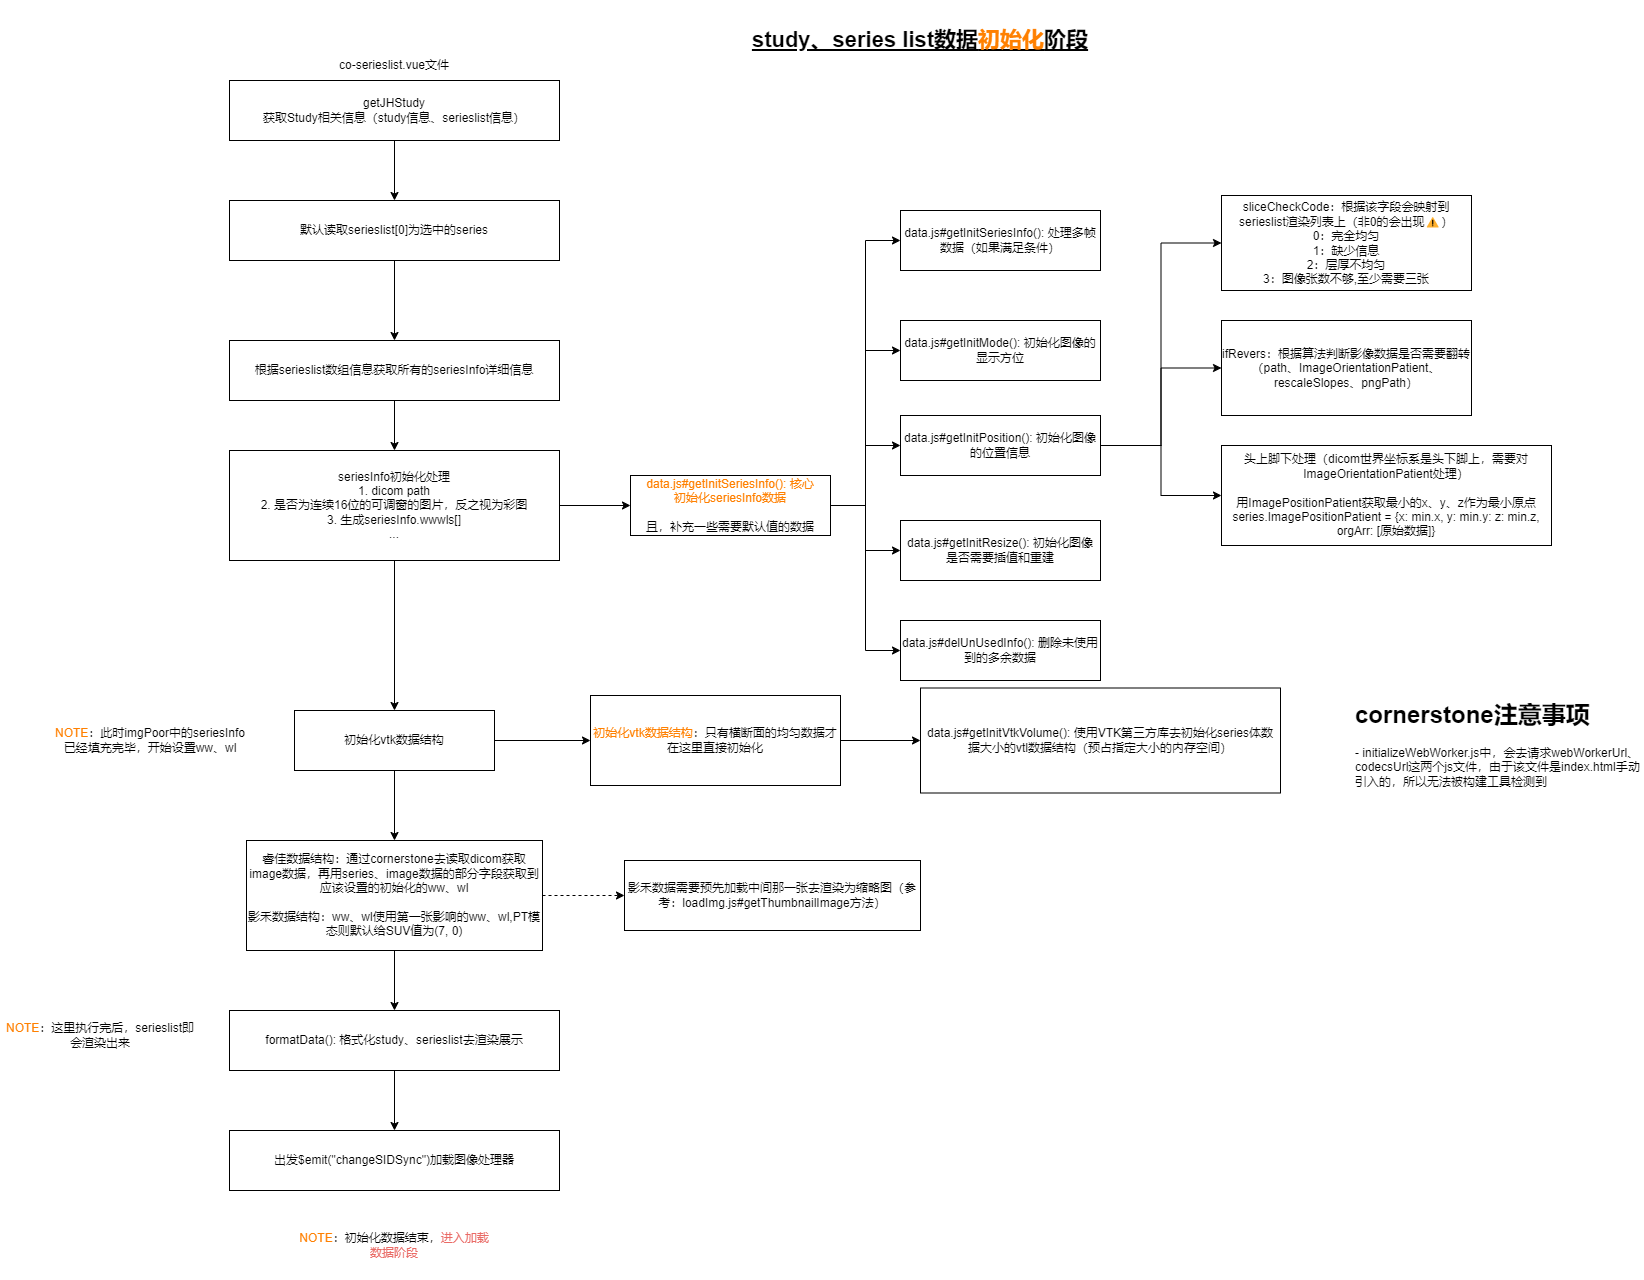 study、series list数据初始化阶段
co-serieslist.vue文件
getJHStudy
获取Study相关信息（study信息、serieslist信息）
默认读取serieslist[0]为选中的series
根据serieslist数组信息获取所有的seriesInfo详细信息
seriesInfo初始化处理
1. dicom path
2. 是否为连续16位的可调窗的图片，反之视为彩图
3. 生成seriesInfo.wwwls[]
...
data.js#getInitSeriesInfo(): 核心
初始化seriesInfo数据
且，补充一些需要默认值的数据
data.js#getInitSeriesInfo(): 处理多帧
数据（如果满足条件）
data.js#getInitMode(): 初始化图像的
显示方位
data.js#getInitPosition(): 初始化图像
的位置信息
data.js#getInitResize(): 初始化图像
是否需要插值和重建
data.js#delUnUsedInfo(): 删除未使用
到的多余数据
sliceCheckCode：根据该字段会映射到
serieslist渲染列表上（非0的会出现⚠️）
0：完全均匀
1：缺少信息
2：层厚不均匀
3：图像张数不够,至少需要三张
ifRevers：根据算法判断影像数据是否需要翻转
（path、ImageOrientationPatient、
rescaleSlopes、pngPath）
头上脚下处理（dicom世界坐标系是头下脚上，需要对
ImageOrientationPatient处理）
用ImagePositionPatient获取最小的x、y、z作为最小原点
series.ImagePositionPatient = {x: min.x, y: min.y: z: min.z,
orgArr: [原始数据]}
NOTE：此时imgPoor中的seriesInfo
已经填充完毕，开始设置ww、wl
初始化vtk数据结构
初始化vtk数据结构：只有横断面的均匀数据才
在这里直接初始化
data.js#getInitVtkVolume(): 使用VTK第三方库去初始化series体数
据大小的vtl数据结构（预占指定大小的内存空间）
cornerstone注意事项
- initializeWebWorker.js中，会去请求webWorkerUrl、
codecsUrl这两个js文件，由于该文件是index.html手动
引入的，所以无法被构建工具检测到
睿佳数据结构：通过cornerstone去读取dicom获取
image数据，再用series、image数据的部分字段获取到
应该设置的初始化的ww、wl
影禾数据结构：ww、wl使用第一张影响的ww、wl,PT模
态则默认给SUV值为(7, 0)
影禾数据需要预先加载中间那一张去渲染为缩略图（参
考：loadImg.js#getThumbnailImage方法）
NOTE：这里执行完后，serieslist即
会渲染出来
formatData(): 格式化study、serieslist去渲染展示
出发$emit("changeSIDSync")加载图像处理器
NOTE：初始化数据结束，进入加载
数据阶段